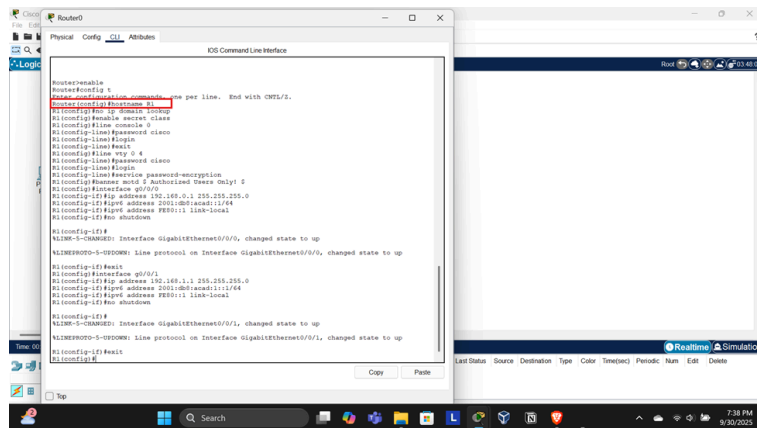 Cisco
Router0
File Edit
Physical Config CLI Attributes
IOS Command Line Interface
Logic
Root
03:48:0
Router>enable
Router#config t
Enter configuration commands, one per line. End with CNTL/Z.
Router(config)#hostname R1
R1(config)#no ip domain lookup
R1(config)#enable secret class
R1(config)#line console 0
R1(config-line)#password cisco
R1(config-line)#login
R1(config-line)#exit
R1(config)#line vty 0 4
R1(config-line)#password cisco
R1(config-line)#login
R1(config-line)#service password-encryption
R1(config)#banner motd $ Authorized Users Only! $
R1(config)#interface g0/0/0
R1(config-if)#ip address 192.168.0.1 255.255.255.0
R1(config-if)#ipv6 address 2001:db8:acad::1/64
R1(config-if)#ipv6 address FE80::1 link-local
R1(config-if)#no shutdown
R1(config-if)#
%LINK-5-CHANGED: Interface GigabitEthernet0/0/0, changed state to up
%LINEPROTO-5-UPDOWN: Line protocol on Interface GigabitEthernet0/0/0, changed state to up
R1(config-if)#exit
R1(config)#interface g0/0/1
R1(config-if)#ip address 192.168.1.1 255.255.255.0
R1(config-if)#ipv6 address 2001:db8:acad:1::1/64
R1(config-if)#ipv6 address FE80::1 link-local
R1(config-if)#no shutdown
R1(config-if)#
%LINK-5-CHANGED: Interface GigabitEthernet0/0/1, changed state to up
%LINEPROTO-5-UPDOWN: Line protocol on Interface GigabitEthernet0/0/1, changed state to up
R1(config-if)#exit
R1(config)#
Time: 00
Realtime Simulatio
Last Status Source Destination Type Color Time(sec) Periodic Num Edit Delete
Copy Paste
Top
2
Search
L
7:38 PM
9/30/2025